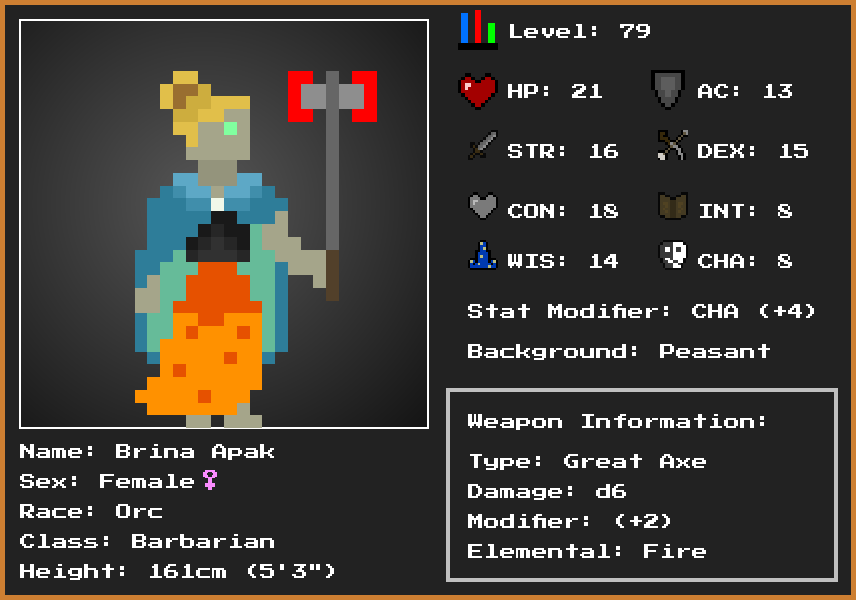 Level: 79
HP: 21 AC: 13
STR: 16 DEX: 15
CON: 18 INT: 8
WIS: 14 CHA: 8
Stat Modifier: CHA (+4)
Background: Peasant
Weapon Information:
Type: Great Axe
Damage: d6
Modifier: (+2)
Elemental: Fire
Name: Brina Apak
Sex: Female♀
Race: Orc
Class: Barbarian
Height: 161cm (5'3")